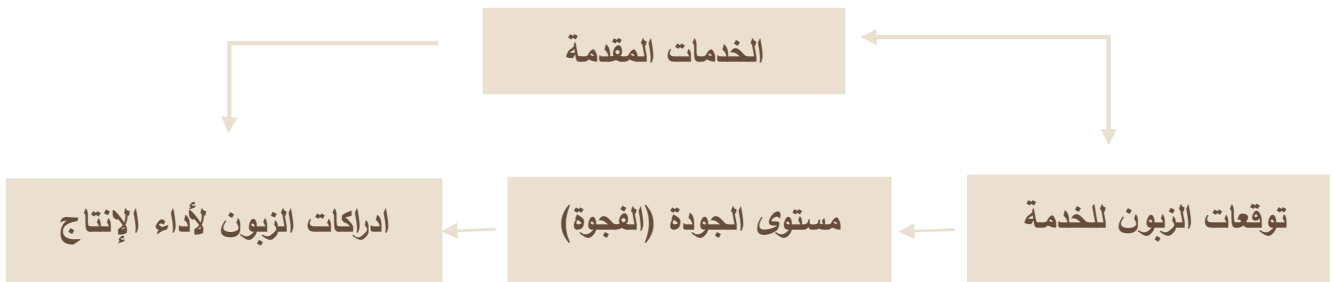 الخدمات المقدمة
توقعات الزبون للخدمة
مستوى الجودة (الفجوة)
ادراكات الزبون لأداء الإنتاج